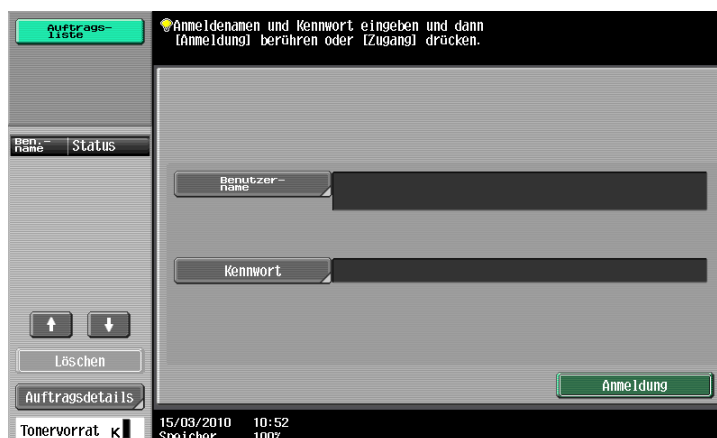 Auftrags-
liste
Anmeldenamen und Kennwort eingeben und dann
[Anmeldung] berühren oder [Zugang] drücken.
Ben.-
name
Status
Benutzer-
name
Kennwort
Löschen
Auftragsdetails
Anmeldung
Tonervorrat K
15/03/2010 10:52
Speicher 100%